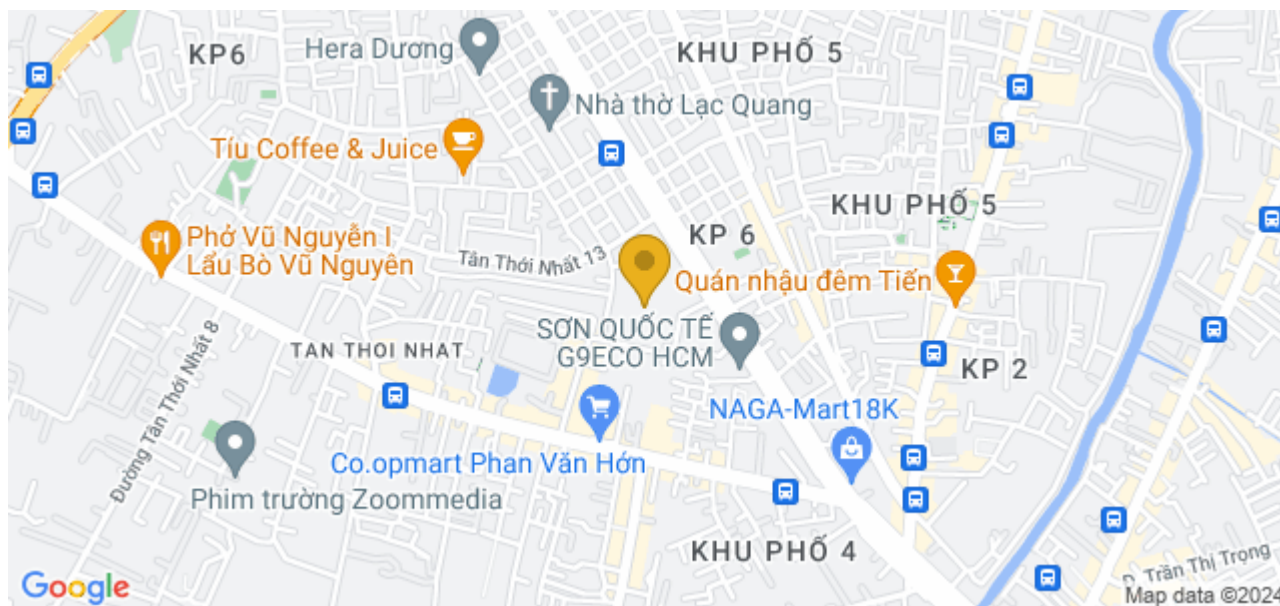 KP6
Hera Dương
KHU PHỐ 5
Nhà thờ Lạc Quang
Tíu Coffee & Juice
KHU PHỐ 5
Phở Vũ Nguyễn I
Lẩu Bò Vũ Nguyên
Tân Thới Nhất 13
KP 6
Quán nhậu đêm Tiến
SƠN QUỐC TẾ
G9ECO HCM
TAN THOI NHAT
KP 2
Đường Tân Thới Nhất 8
NAGA-Mart18K
Co.opmart Phan Văn Hớn
Phim trường Zoommedia
KHU PHỐ 4
Đ. Trần Thị Trọng
Google
Map data ©2024